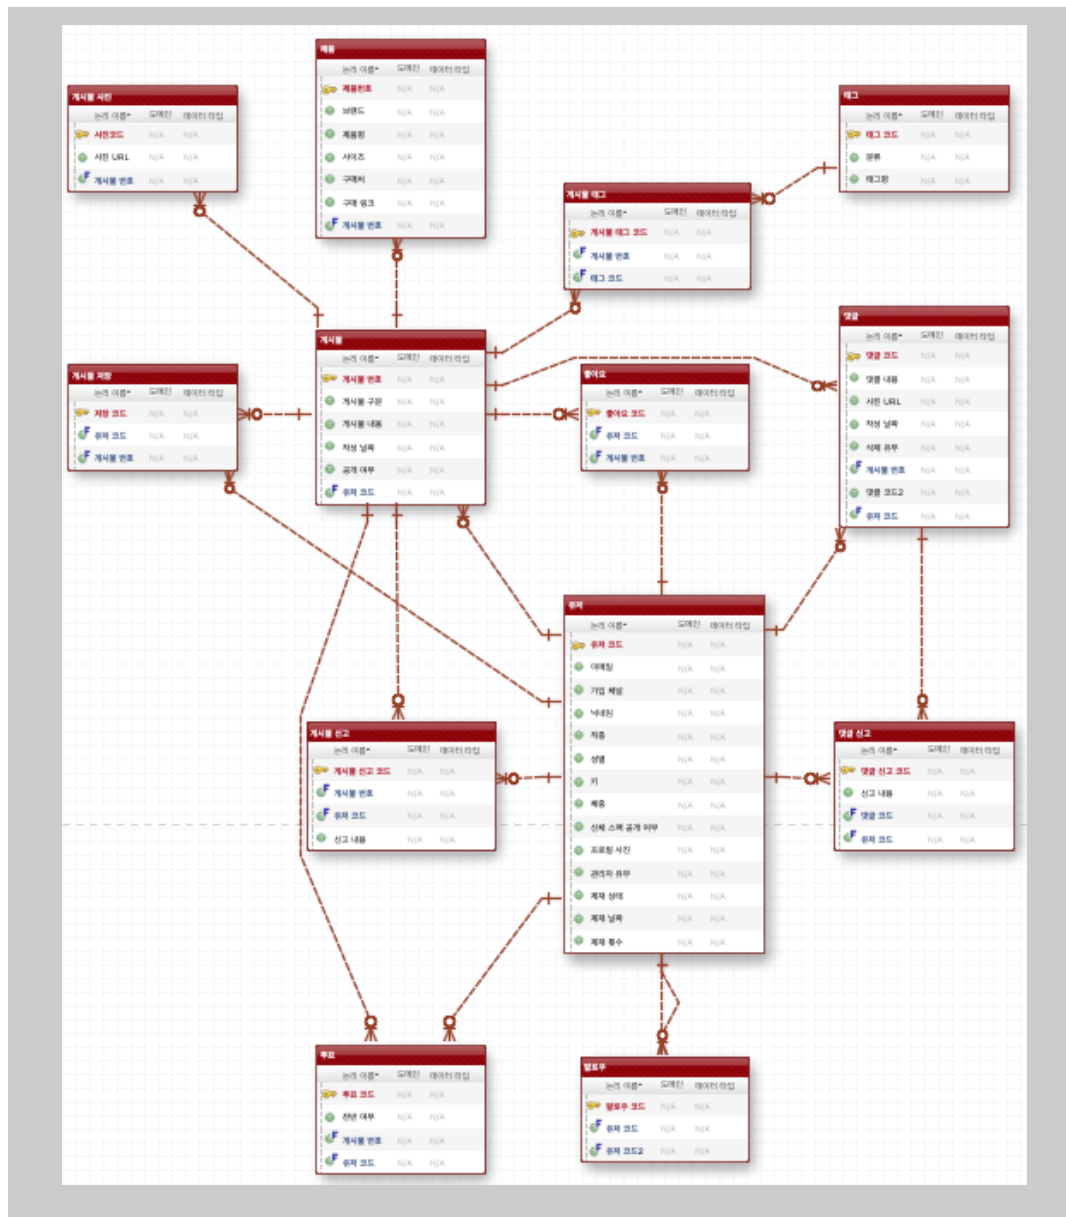 제품
논리 이름 도메인 데이터 타입
제품번호 N/A N/A
브랜드 N/A N/A
제품명 N/A N/A
사이즈 N/A N/A
구매처 N/A N/A
구매 링크 N/A N/A
게시물 번호 N/A N/A
게시물 사진
논리 이름 도메인 데이터 타입
사진코드 N/A N/A
사진 URL N/A N/A
게시물 번호 N/A N/A
태그
논리 이름 도메인 데이터 타입
태그 코드 N/A N/A
분류 N/A N/A
태그명 N/A N/A
게시물 태그
논리 이름 도메인 데이터 타입
게시물 태그 코드 N/A N/A
게시물 번호 N/A N/A
태그 코드 N/A N/A
게시물
논리 이름 도메인 데이터 타입
게시물 번호 N/A N/A
게시물 구분 N/A N/A
게시물 내용 N/A N/A
작성 날짜 N/A N/A
공개 여부 N/A N/A
유저 코드 N/A N/A
댓글
논리 이름 도메인 데이터 타입
댓글 코드 N/A N/A
댓글 내용 N/A N/A
사진 URL N/A N/A
작성 날짜 N/A N/A
삭제 유무 N/A N/A
게시물 번호 N/A N/A
댓글 코드2 N/A N/A
유저 코드 N/A N/A
게시물 저장
논리 이름 도메인 데이터 타입
저장 코드 N/A N/A
유저 코드 N/A N/A
게시물 번호 N/A N/A
좋아요
논리 이름 도메인 데이터 타입
좋아요 코드 N/A N/A
유저 코드 N/A N/A
게시물 번호 N/A N/A
유저
논리 이름 도메인 데이터 타입
유저 코드 N/A N/A
이메일 N/A N/A
가입 채널 N/A N/A
닉네임 N/A N/A
직종 N/A N/A
성별 N/A N/A
키 N/A N/A
체중 N/A N/A
신체 스펙 공개 여부 N/A N/A
프로필 사진 N/A N/A
관리자 유무 N/A N/A
제재 상태 N/A N/A
제재 날짜 N/A N/A
제재 횟수 N/A N/A
게시물 신고
논리 이름 도메인 데이터 타입
게시물 신고 코드 N/A N/A
게시물 번호 N/A N/A
유저 코드 N/A N/A
신고 내용 N/A N/A
댓글 신고
논리 이름 도메인 데이터 타입
댓글 신고 코드 N/A N/A
신고 내용 N/A N/A
댓글 코드 N/A N/A
유저 코드 N/A N/A
투표
논리 이름 도메인 데이터 타입
투표 코드 N/A N/A
찬반 여부 N/A N/A
게시물 번호 N/A N/A
유저 코드 N/A N/A
팔로우
논리 이름 도메인 데이터 타입
팔로우 코드 N/A N/A
유저 코드 N/A N/A
유저 코드2 N/A N/A